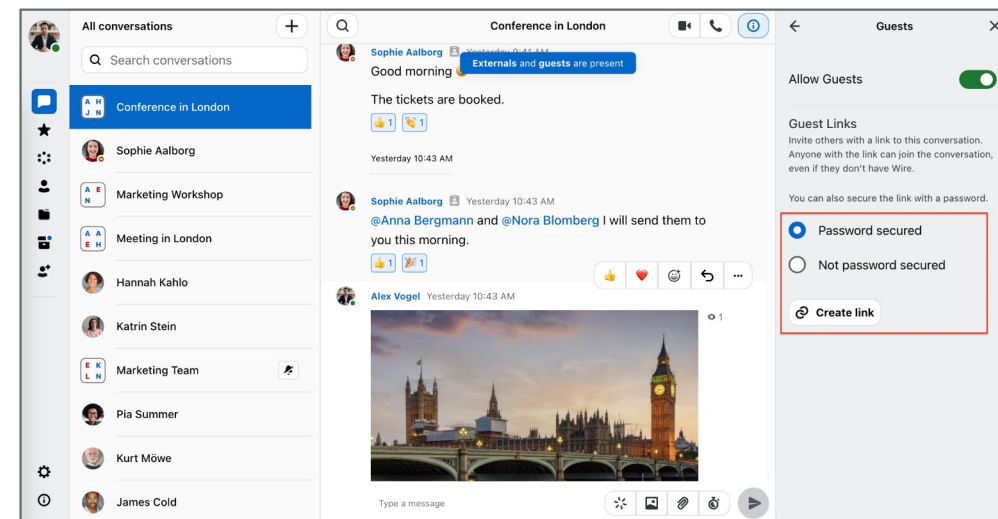 All conversations
Search conversations
A H
J N
Conference in London
Sophie Aalborg
A E
N
Marketing Workshop
A A
E H
Meeting in London
Hannah Kahlo
Katrin Stein
E K
L N
Marketing Team
Pia Summer
Kurt Möwe
James Cold
Conference in London
Sophie Aalborg Yesterday 9:41 AM
Externals and guests are present
Good morning
The tickets are booked.
1 1
Yesterday 10:43 AM
Sophie Aalborg Yesterday 10:43 AM
@Anna Bergmann and @Nora Blomberg I will send them to
you this morning.
1 1
Alex Vogel Yesterday 10:43 AM
1
Type a message
Guests
Allow Guests
Guest Links
Invite others with a link to this conversation.
Anyone with the link can join the conversation,
even if they don't have Wire.
You can also secure the link with a password.
Password secured
Not password secured
Create link